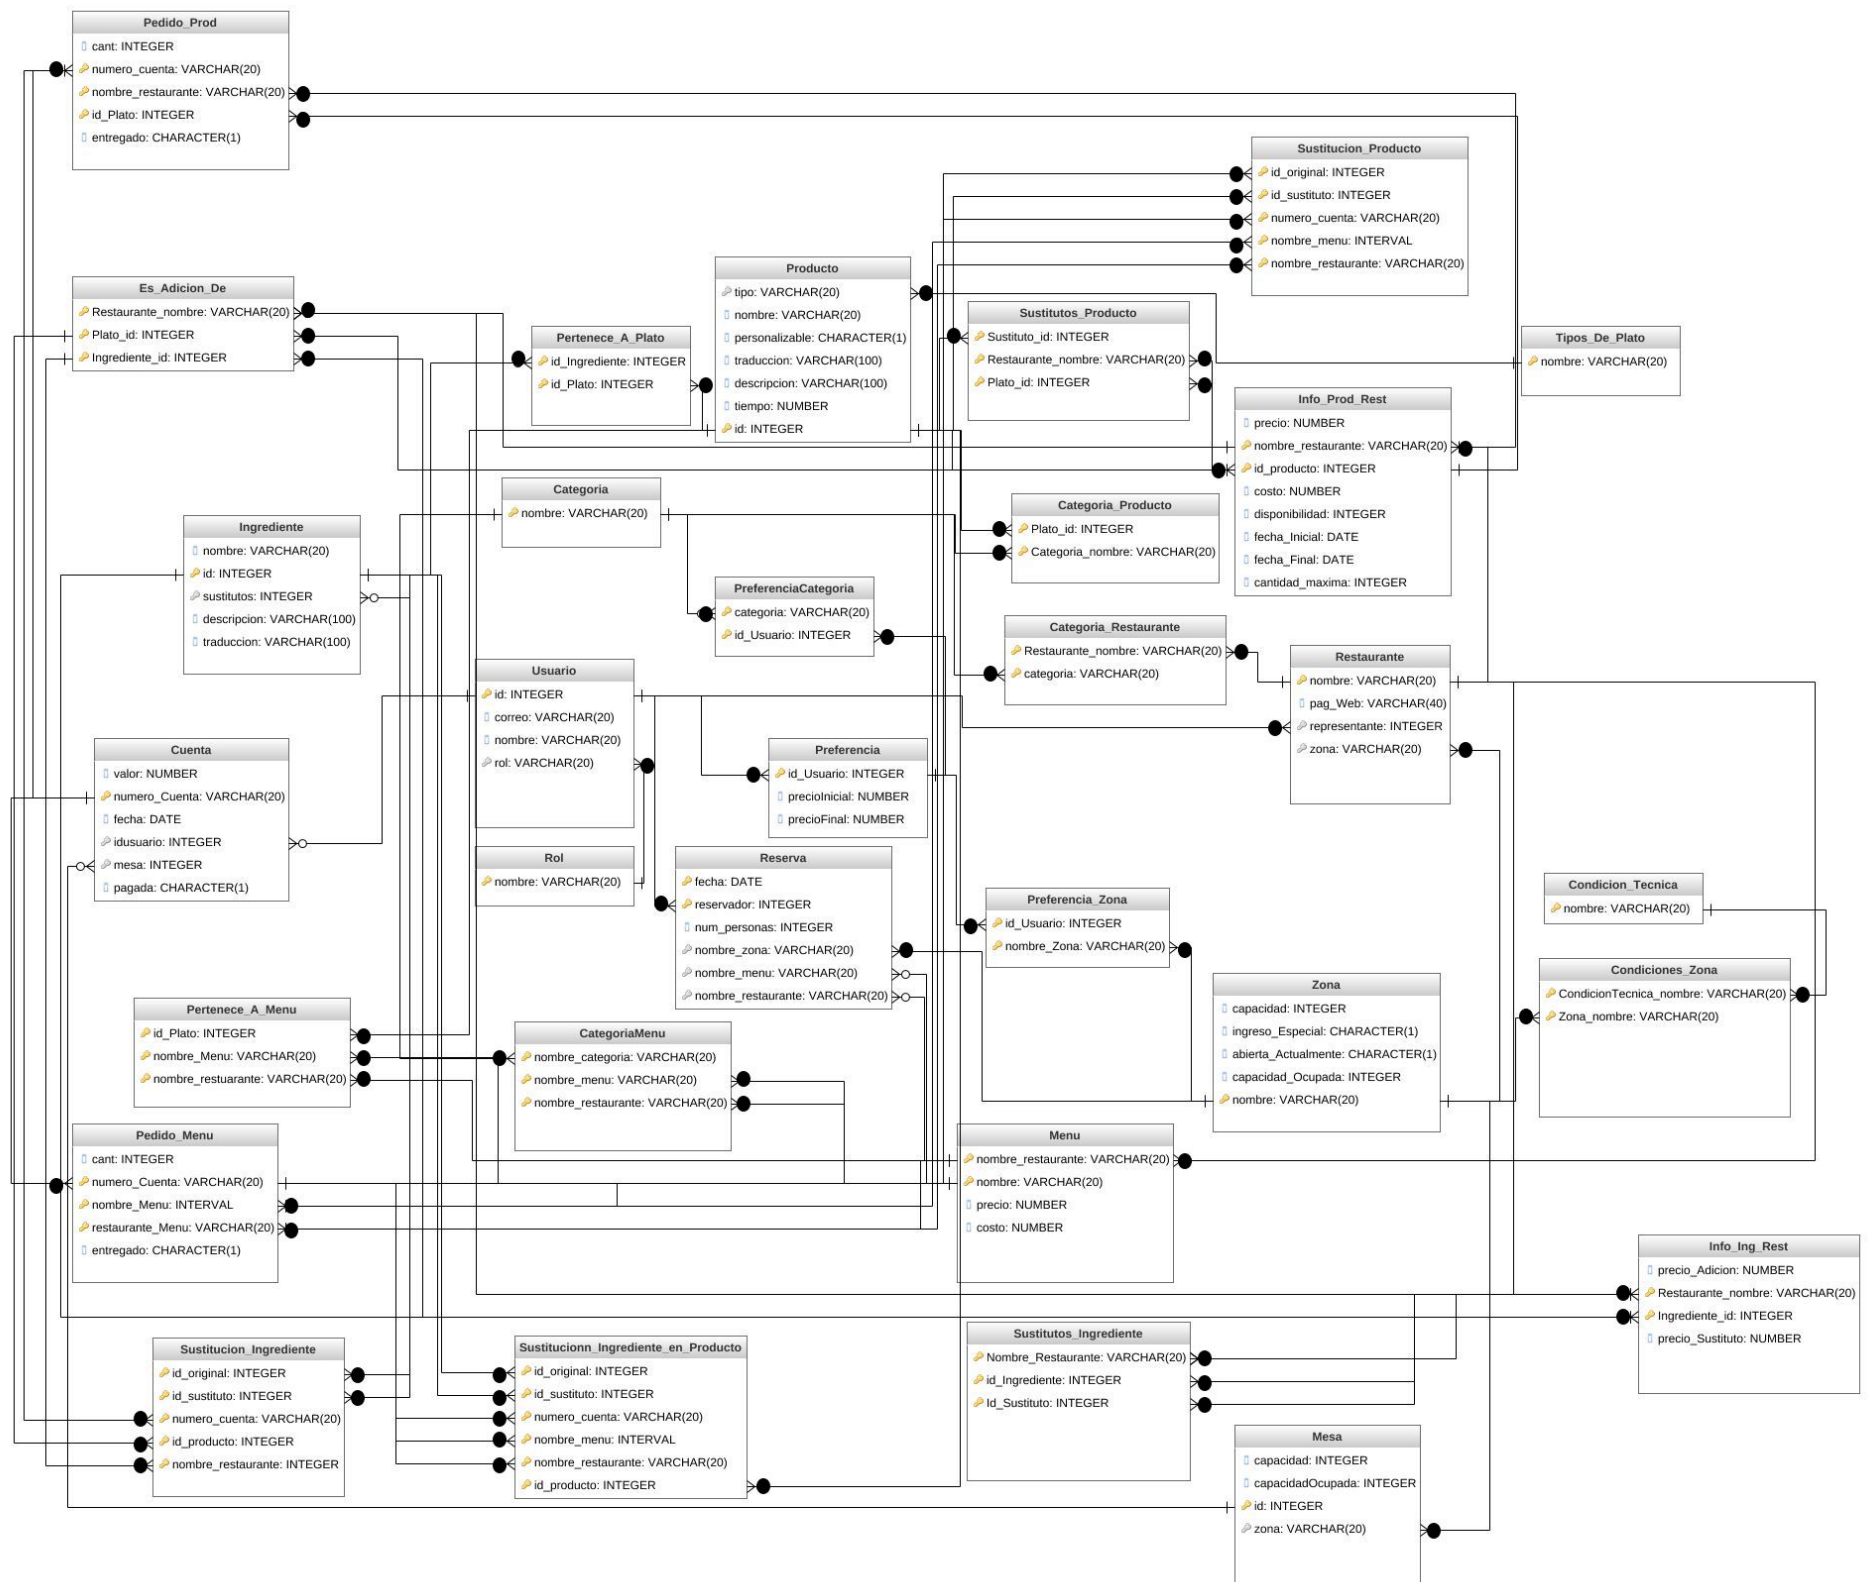 Pedido_Prod
cant: INTEGER
numero_cuenta: VARCHAR(20)
nombre_restaurante: VARCHAR(20)
id_Plato: INTEGER
entregado: CHARACTER(1)
Sustitucion_Producto
id_original: INTEGER
id_sustituto: INTEGER
numero_cuenta: VARCHAR(20)
nombre_menu: INTERVAL
nombre_restaurante: VARCHAR(20)
Es_Adicion_De
Restaurante_nombre: VARCHAR(20)
Plato_id: INTEGER
Ingrediente_id: INTEGER
Pertenece_A_Plato
id_Ingrediente: INTEGER
id_Plato: INTEGER
Producto
tipo: VARCHAR(20)
nombre: VARCHAR(20)
personalizable: CHARACTER(1)
traduccion: VARCHAR(100)
descripcion: VARCHAR(100)
tiempo: NUMBER
id: INTEGER
Sustitutos_Producto
Sustituto_id: INTEGER
Restaurante_nombre: VARCHAR(20)
Plato_id: INTEGER
Tipos_De_Plato
nombre: VARCHAR(20)
Info_Prod_Rest
precio: NUMBER
nombre_restaurante: VARCHAR(20)
id_producto: INTEGER
costo: NUMBER
disponibilidad: INTEGER
fecha_Inicial: DATE
fecha_Final: DATE
cantidad_maxima: INTEGER
Categoria
nombre: VARCHAR(20)
Categoria_Producto
Plato_id: INTEGER
Categoria_nombre: VARCHAR(20)
Ingrediente
nombre: VARCHAR(20)
id: INTEGER
sustitutos: INTEGER
descripcion: VARCHAR(100)
traduccion: VARCHAR(100)
PreferenciaCategoria
categoria: VARCHAR(20)
id_Usuario: INTEGER
Categoria_Restaurante
Restaurante_nombre: VARCHAR(20)
categoria: VARCHAR(20)
Restaurante
nombre: VARCHAR(20)
pag_Web: VARCHAR(40)
representante: INTEGER
zona: VARCHAR(20)
Usuario
id: INTEGER
correo: VARCHAR(20)
nombre: VARCHAR(20)
rol: VARCHAR(20)
Cuenta
valor: NUMBER
numero_Cuenta: VARCHAR(20)
fecha: DATE
idusuario: INTEGER
mesa: INTEGER
pagada: CHARACTER(1)
Preferencia
id_Usuario: INTEGER
precioInicial: NUMBER
precioFinal: NUMBER
Rol
nombre: VARCHAR(20)
Reserva
fecha: DATE
reservador: INTEGER
num_personas: INTEGER
nombre_zona: VARCHAR(20)
nombre_menu: VARCHAR(20)
nombre_restaurante: VARCHAR(20)
Preferencia_Zona
id_Usuario: INTEGER
nombre_Zona: VARCHAR(20)
Condicion_Tecnica
nombre: VARCHAR(20)
Condiciones_Zona
CondicionTecnica_nombre: VARCHAR(20)
Zona_nombre: VARCHAR(20)
Zona
capacidad: INTEGER
ingreso_Especial: CHARACTER(1)
abierta_Actualmente: CHARACTER(1)
capacidad_Ocupada: INTEGER
nombre: VARCHAR(20)
Pertenece_A_Menu
id_Plato: INTEGER
nombre_Menu: VARCHAR(20)
nombre_restuarante: VARCHAR(20)
CategoriaMenu
nombre_categoria: VARCHAR(20)
nombre_menu: VARCHAR(20)
nombre_restaurante: VARCHAR(20)
Pedido_Menu
cant: INTEGER
numero_Cuenta: VARCHAR(20)
nombre_Menu: INTERVAL
restaurante_Menu: VARCHAR(20)
entregado: CHARACTER(1)
Menu
nombre_restaurante: VARCHAR(20)
nombre: VARCHAR(20)
precio: NUMBER
costo: NUMBER
Info_Ing_Rest
precio_Adicion: NUMBER
Restaurante_nombre: VARCHAR(20)
Ingrediente_id: INTEGER
precio_Sustituto: NUMBER
Sustitucion_Ingrediente
id_original: INTEGER
id_sustituto: INTEGER
numero_cuenta: VARCHAR(20)
id_producto: INTEGER
nombre_restaurante: INTEGER
Sustitucionn_Ingrediente_en_Producto
id_original: INTEGER
id_sustituto: INTEGER
numero_cuenta: VARCHAR(20)
nombre_menu: INTERVAL
nombre_restaurante: VARCHAR(20)
id_producto: INTEGER
Sustitutos_Ingrediente
Nombre_Restaurante: VARCHAR(20)
id_Ingrediente: INTEGER
Id_Sustituto: INTEGER
Mesa
capacidad: INTEGER
capacidadOcupada: INTEGER
id: INTEGER
zona: VARCHAR(20)